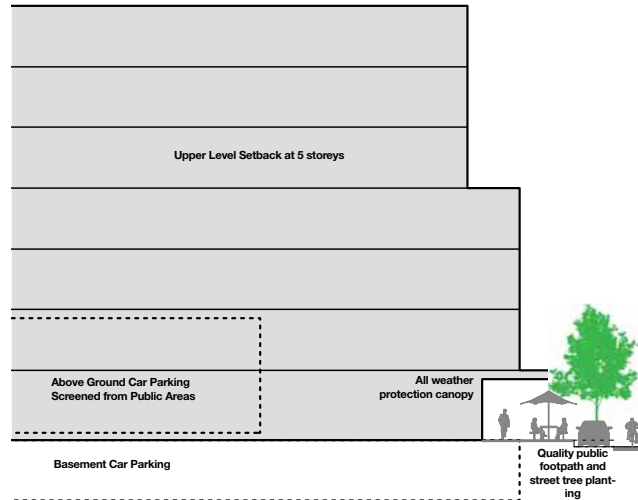 Upper Level Setback at 5 storeys
Above Ground Car Parking
Screened from Public Areas
All weather
protection canopy
Basement Car Parking
Quality public
footpath and
street tree plant-
ing